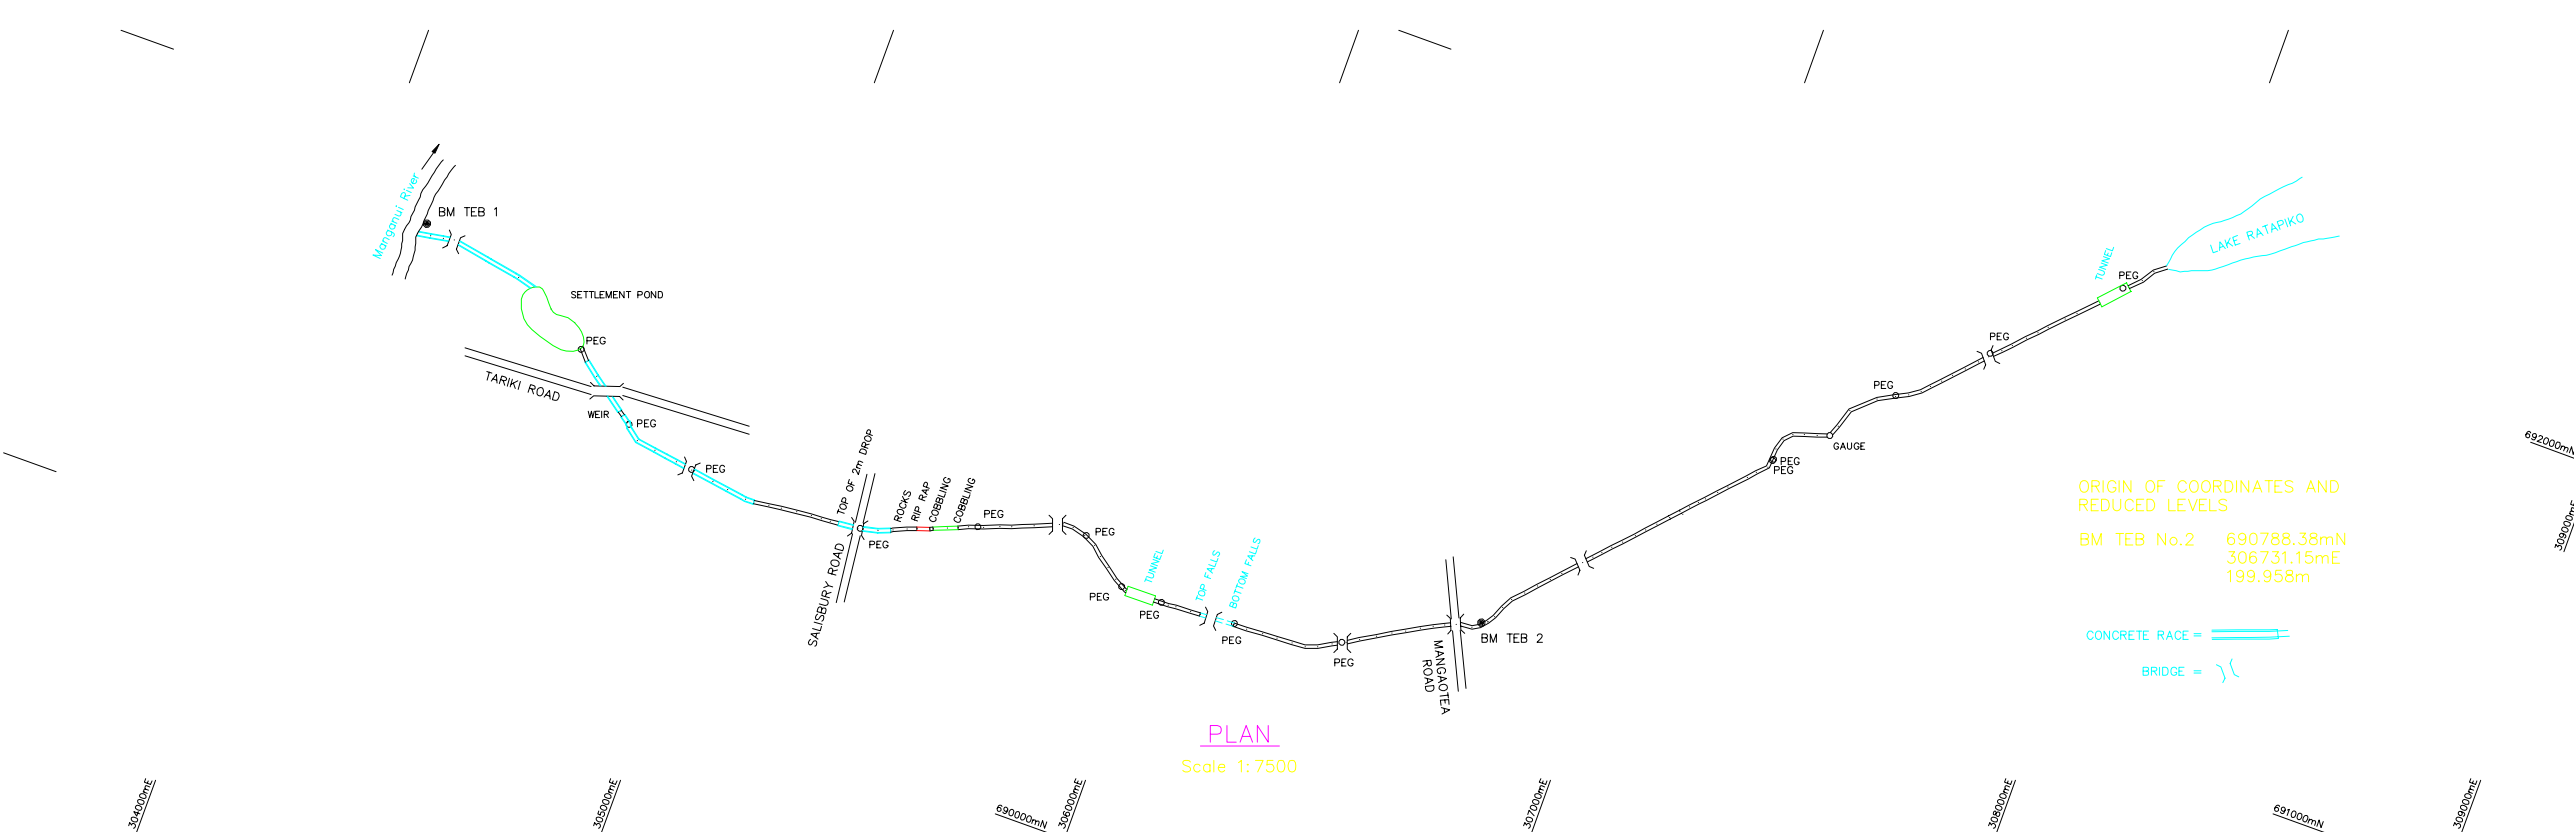 Manganui River
BM TEB 1
SETTLEMENT POND
PEG
TARIKI ROAD
WEIR
PEG
PEG
TOP OF 2m DROP
SALISBURY ROAD
PEG
ROCKS
RIP RAP
COBBLING
COBBLING
PEG
PEG
PEG
TUNNEL
PEG
TOP FALLS
BOTTOM FALLS
PEG
PEG
MANGAOTEA
ROAD
BM TEB 2
PEG
PEG
GAUGE
PEG
PEG
TUNNEL
PEG
LAKE RATAPIKO
692000mN
309000mE
ORIGIN OF COORDINATES AND
REDUCED LEVELS
BM TEB No.2 690788.38mN
306731.15mE
199.958m
CONCRETE RACE =
BRIDGE =
PLAN
Scale 1:7500
304000mE
305000mE
690000mN
306000mE
307000mE
308000mE
691000mN
309000mE